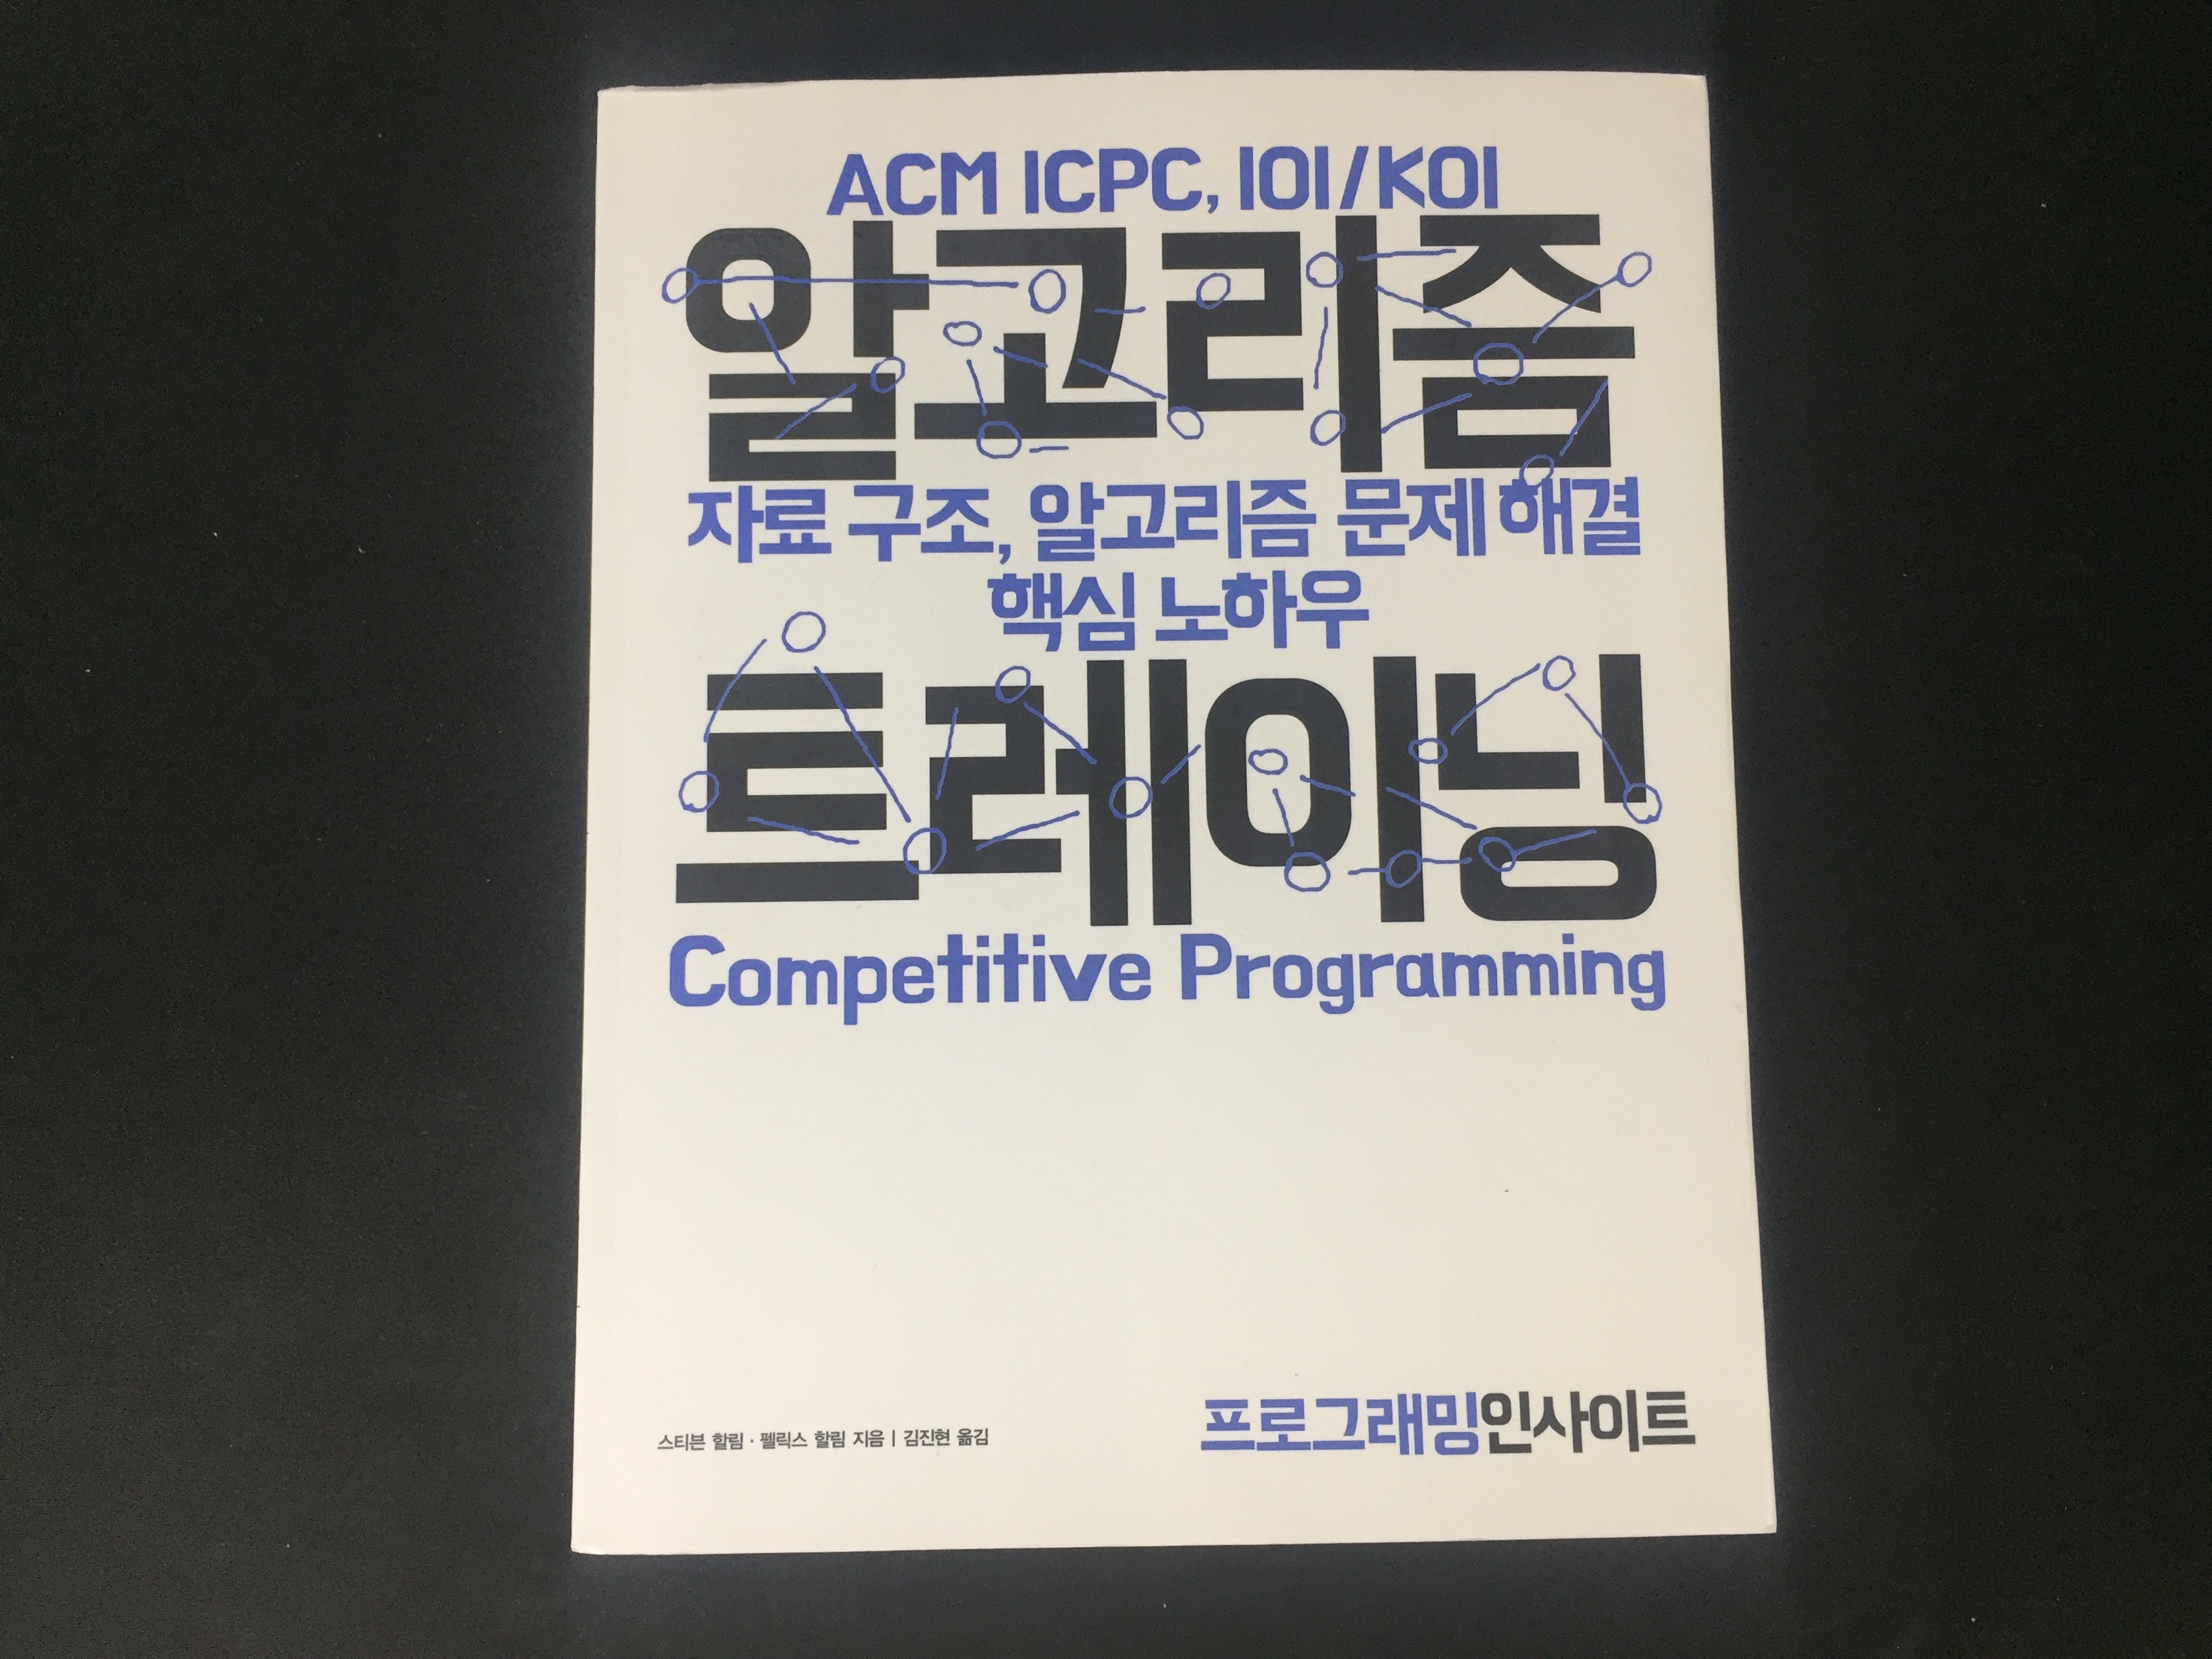 ACM ICPC, IOI/KOI
알고리즘
자료 구조, 알고리즘 문제 해결
핵심 노하우
트레이닝
Competitive Programming
스티븐 할림 · 펠릭스 할림 지음 | 김진현 옮김
프로그래밍인사이트